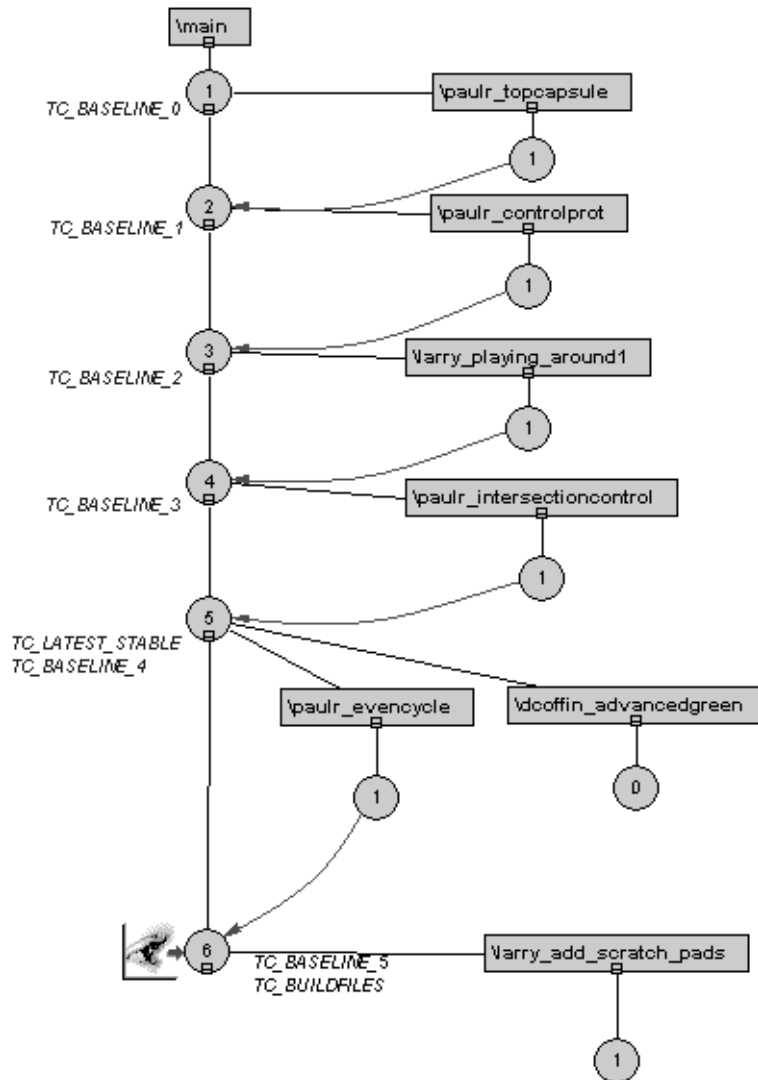 \main
1
\paulr_topcapsule
TC_BASELINE_0
1
2
\paulr_controlprot
TC_BASELINE_1
1
3
\larry_playing_around1
TC_BASELINE_2
1
4
\paulr_intersectioncontrol
TC_BASELINE_3
1
5
TC_LATEST_STABLE
TC_BASELINE_4
\paulr_evencycle
\dcoffin_advancedgreen
1
0
6
TC_BASELINE_5
TC_BUILDFILES
\larry_add_scratch_pads
1